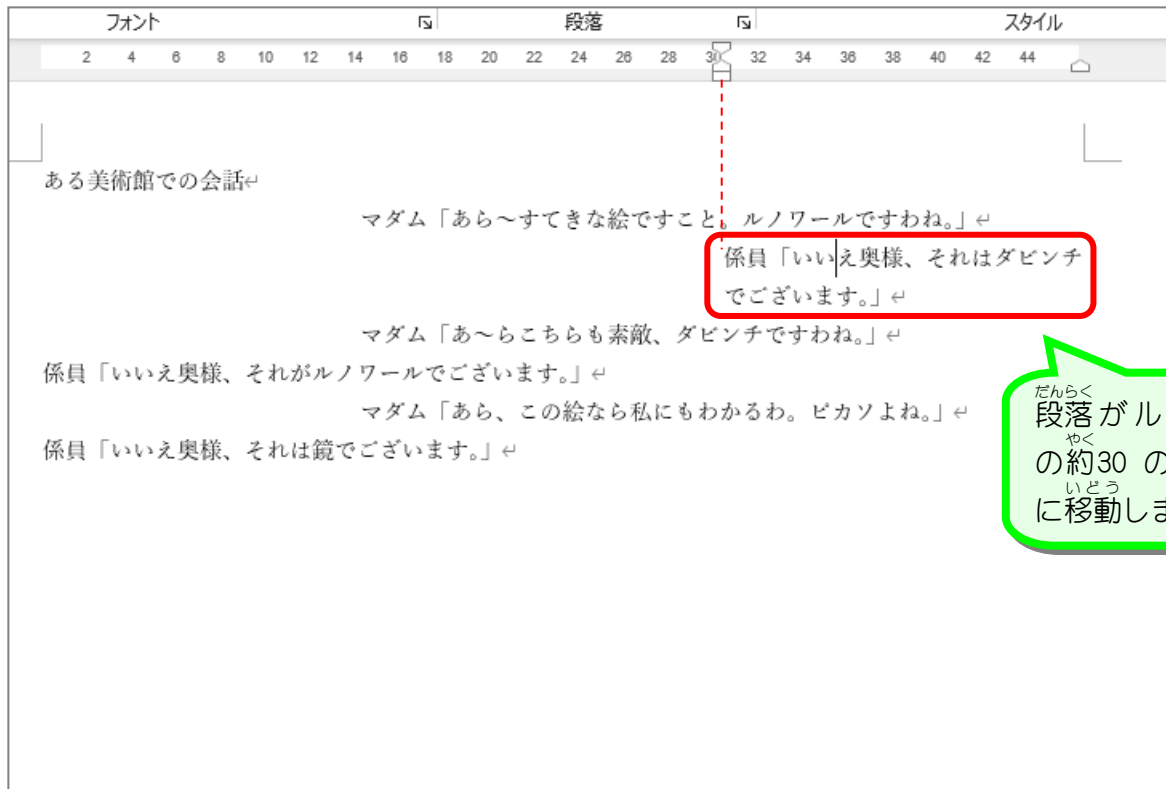 フォント 段落 スタイル
2 4 6 8 10 12 14 16 18 20 22 24 26 28 30 32 34 36 38 40 42 44
ある美術館での会話↵
マダム「あら～すてきな絵ですこと。ルノワールですわね。」↵
係員「いいえ奥様、それはダビンチ
でございます。」↵
マダム「あ～らこちらも素敵、ダビンチですわね。」↵
係員「いいえ奥様、それがルノワールでございます。」↵
マダム「あら、この絵なら私にもわかるわ。ピカソよね。」↵
係員「いいえ奥様、それは鏡でございます。」↵
だんらく
段落がル
やく
の約30 の
いどう
に移動しま